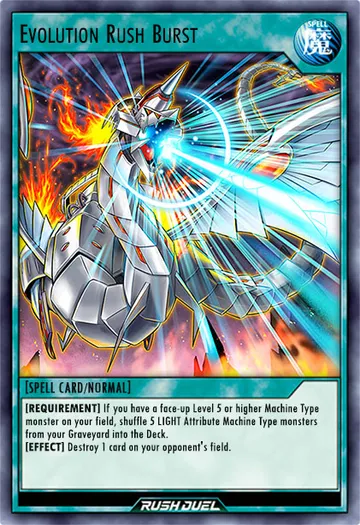 Evolution Rush Burst
SPELL
魔
[SPELL CARD/NORMAL]
[REQUIREMENT] If you have a face-up Level 5 or higher Machine Type
monster on your field, shuffle 5 LIGHT Attribute Machine Type monsters
from your Graveyard into the Deck.
[EFFECT] Destroy 1 card on your opponent's field.
RUSH DUEL